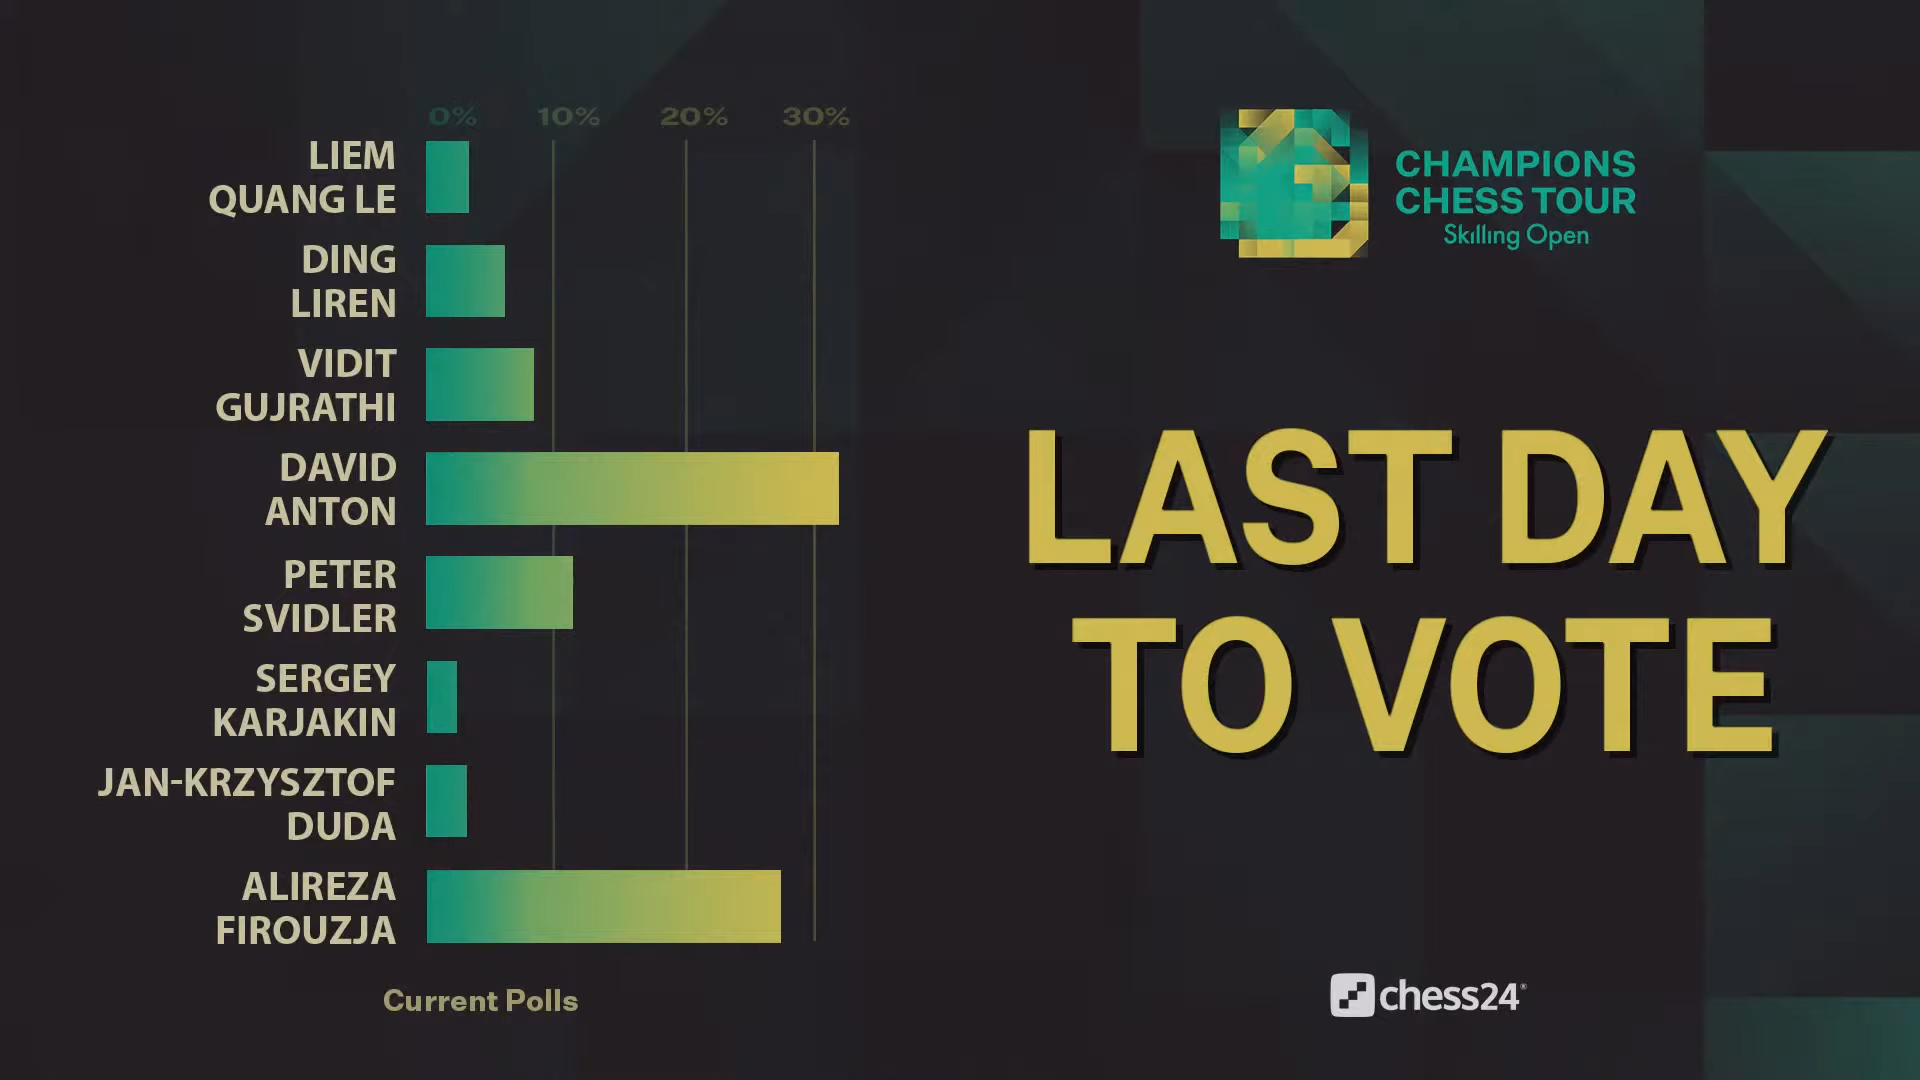 0% 10% 20% 30%
LIEM
QUANG LE
DING
LIREN
VIDIT
GUJRATHI
DAVID
ANTON
PETER
SVIDLER
SERGEY
KARJAKIN
JAN-KRZYSZTOF
DUDA
ALIREZA
FIROUZJA
Current Polls
CHAMPIONS
CHESS TOUR
Skilling Open
LAST DAY
TO VOTE
chess24®